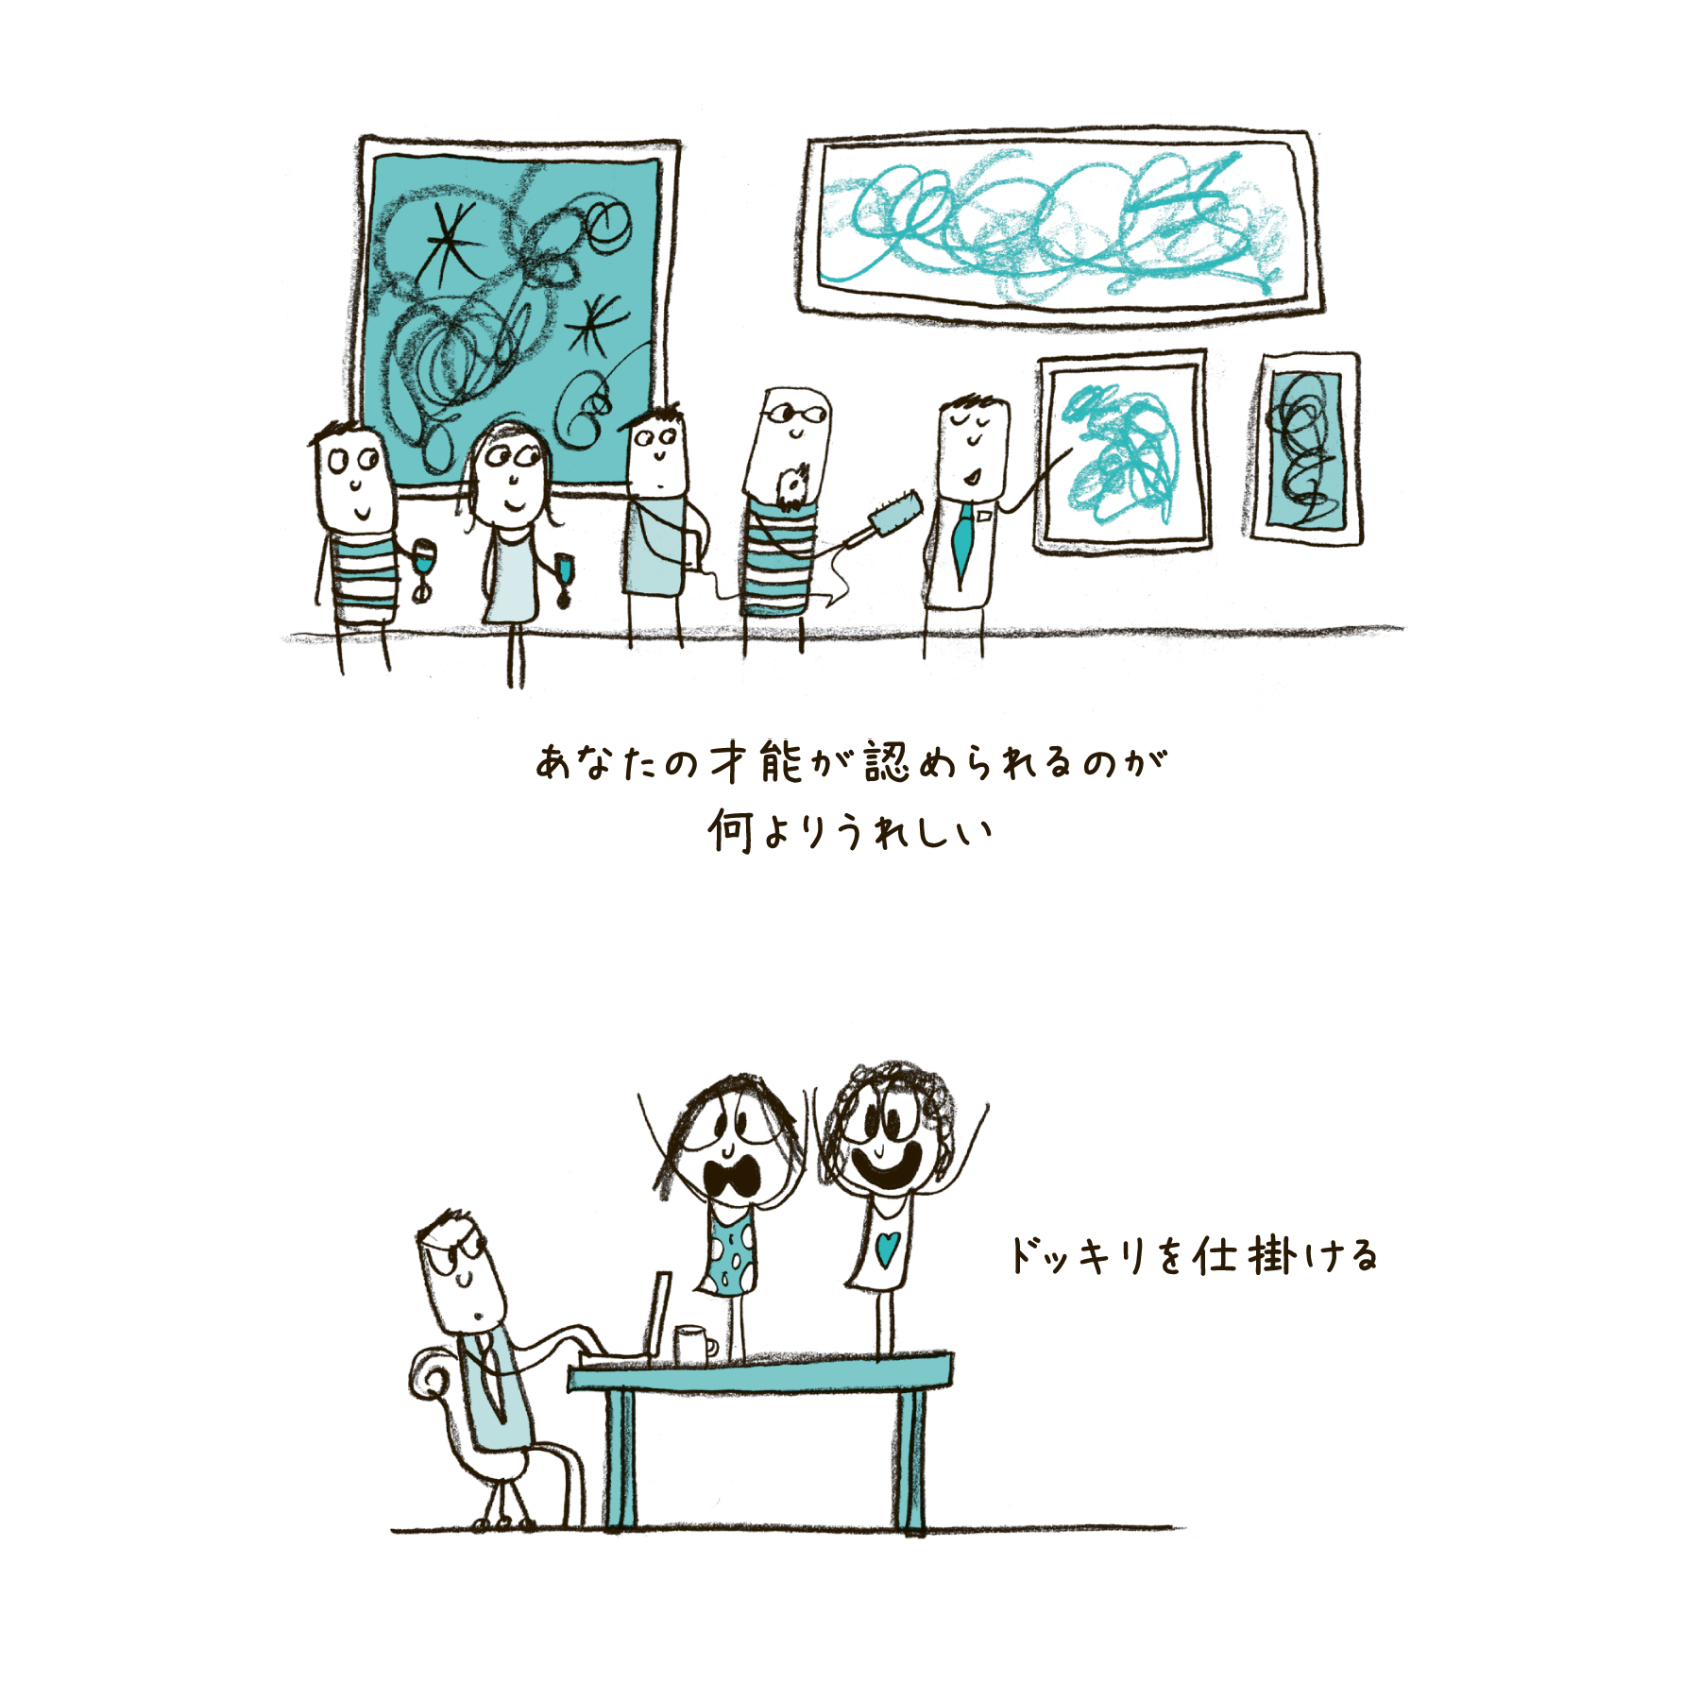 あなたの才能が認められるのが
何よりうれしい
ドッキリを仕掛ける